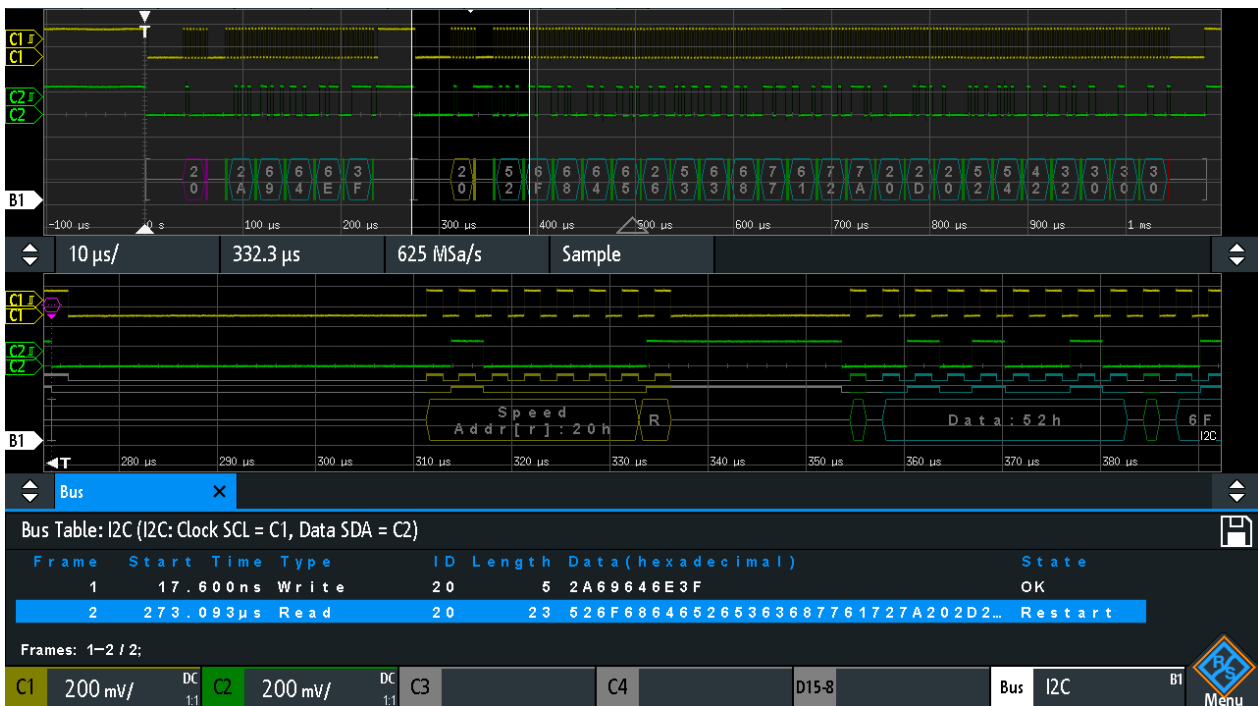 C1
C1
C2
C2
T
2 2 6 6 6 3 2 5 6 6 6 6 2 5 6 6 7 6 7 7 2 2 2 5 5 4 3 3 3 3
0 A 9 4 E F 0 2 F 8 4 5 6 3 3 8 7 1 2 A 0 D 0 2 4 2 2 0 0 0
B1
-100 µs 0 s 100 µs 200 µs 300 µs 400 µs 500 µs 600 µs 700 µs 800 µs 900 µs 1 ms
10 µs/ 332.3 µs 625 MSa/s Sample
C1
C1
C2
C2
Speed
Addr[r]:20h R Data:52h 6F
B1
I2C
T 280 µs 290 µs 300 µs 310 µs 320 µs 330 µs 340 µs 350 µs 360 µs 370 µs 380 µs
Bus ×
Bus Table: I2C (I2C: Clock SCL = C1, Data SDA = C2)
Frame Start Time Type ID Length Data(hexadecimal) State
1 17.600ns Write 20 5 2A69646E3F OK
2 273.093µs Read 20 23 526F686465265363687761727A202D2… Restart
Frames: 1-2 / 2;
C1 200 mV/ DC 1:1 C2 200 mV/ DC 1:1 C3 C4 D15-8 Bus I2C B1 R&S Menu